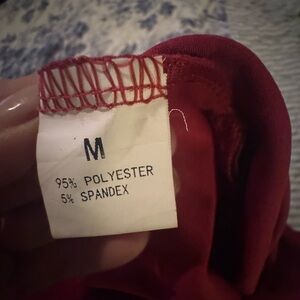 M
95% POLYESTER
5% SPANDEX